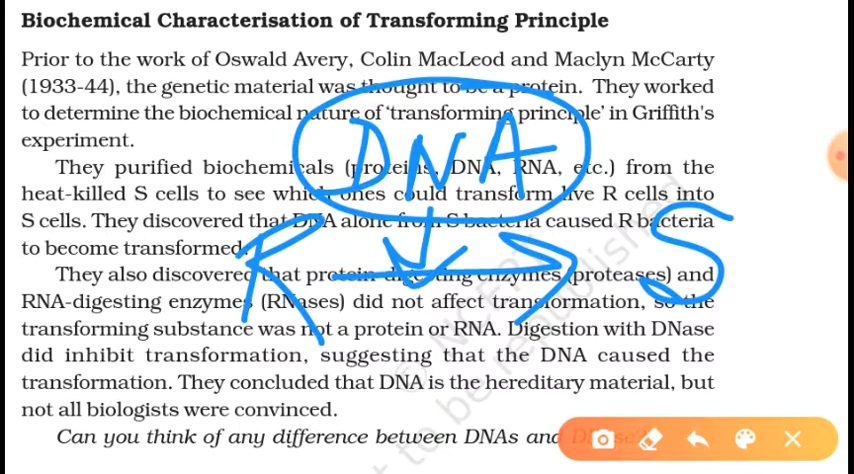 Biochemical Characterisation of Transforming Principle
Prior to the work of Oswald Avery, Colin MacLeod and Maclyn McCarty
(1933-44), the genetic material was thought to be a protein. They worked
to determine the biochemical nature of ‘transforming principle’ in Griffith's
experiment.
They purified biochemicals (proteins, DNA, RNA, etc.) from the
heat-killed S cells to see which ones could transform live R cells into
S cells. They discovered that DNA alone from S bacteria caused R bacteria
to become transformed.
They also discovered that protein-digesting enzymes (proteases) and
RNA-digesting enzymes (RNases) did not affect transformation, so the
transforming substance was not a protein or RNA. Digestion with DNase
did inhibit transformation, suggesting that the DNA caused the
transformation. They concluded that DNA is the hereditary material, but
not all biologists were convinced.
Can you think of any difference between DNAs and DNase?
DNA
R S
to be republished